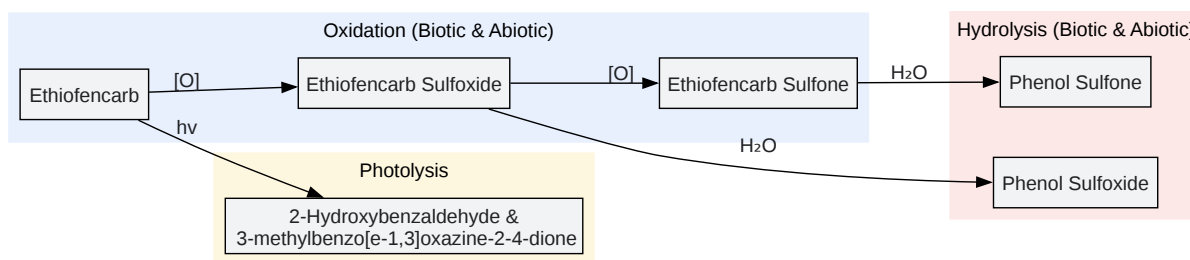 Oxidation (Biotic & Abiotic)
Hydrolysis (Biotic & Abiotic)
Ethiofencarb
[O]
Ethiofencarb Sulfoxide
[O]
Ethiofencarb Sulfone
H₂O
Phenol Sulfone
hv
H₂O
Photolysis
Phenol Sulfoxide
2-Hydroxybenzaldehyde &
3-methylbenzo[e-1,3]oxazine-2-4-dione